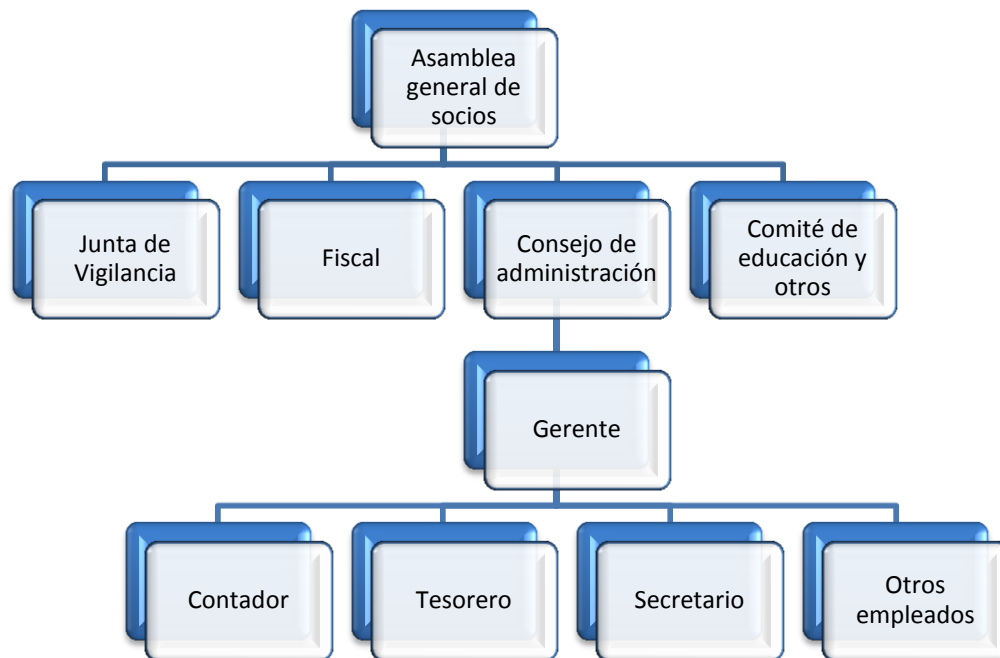 Asamblea
general de
socios
Junta de
Vigilancia
Fiscal
Consejo de
administración
Comité de
educación y
otros
Gerente
Contador
Tesorero
Secretario
Otros
empleados